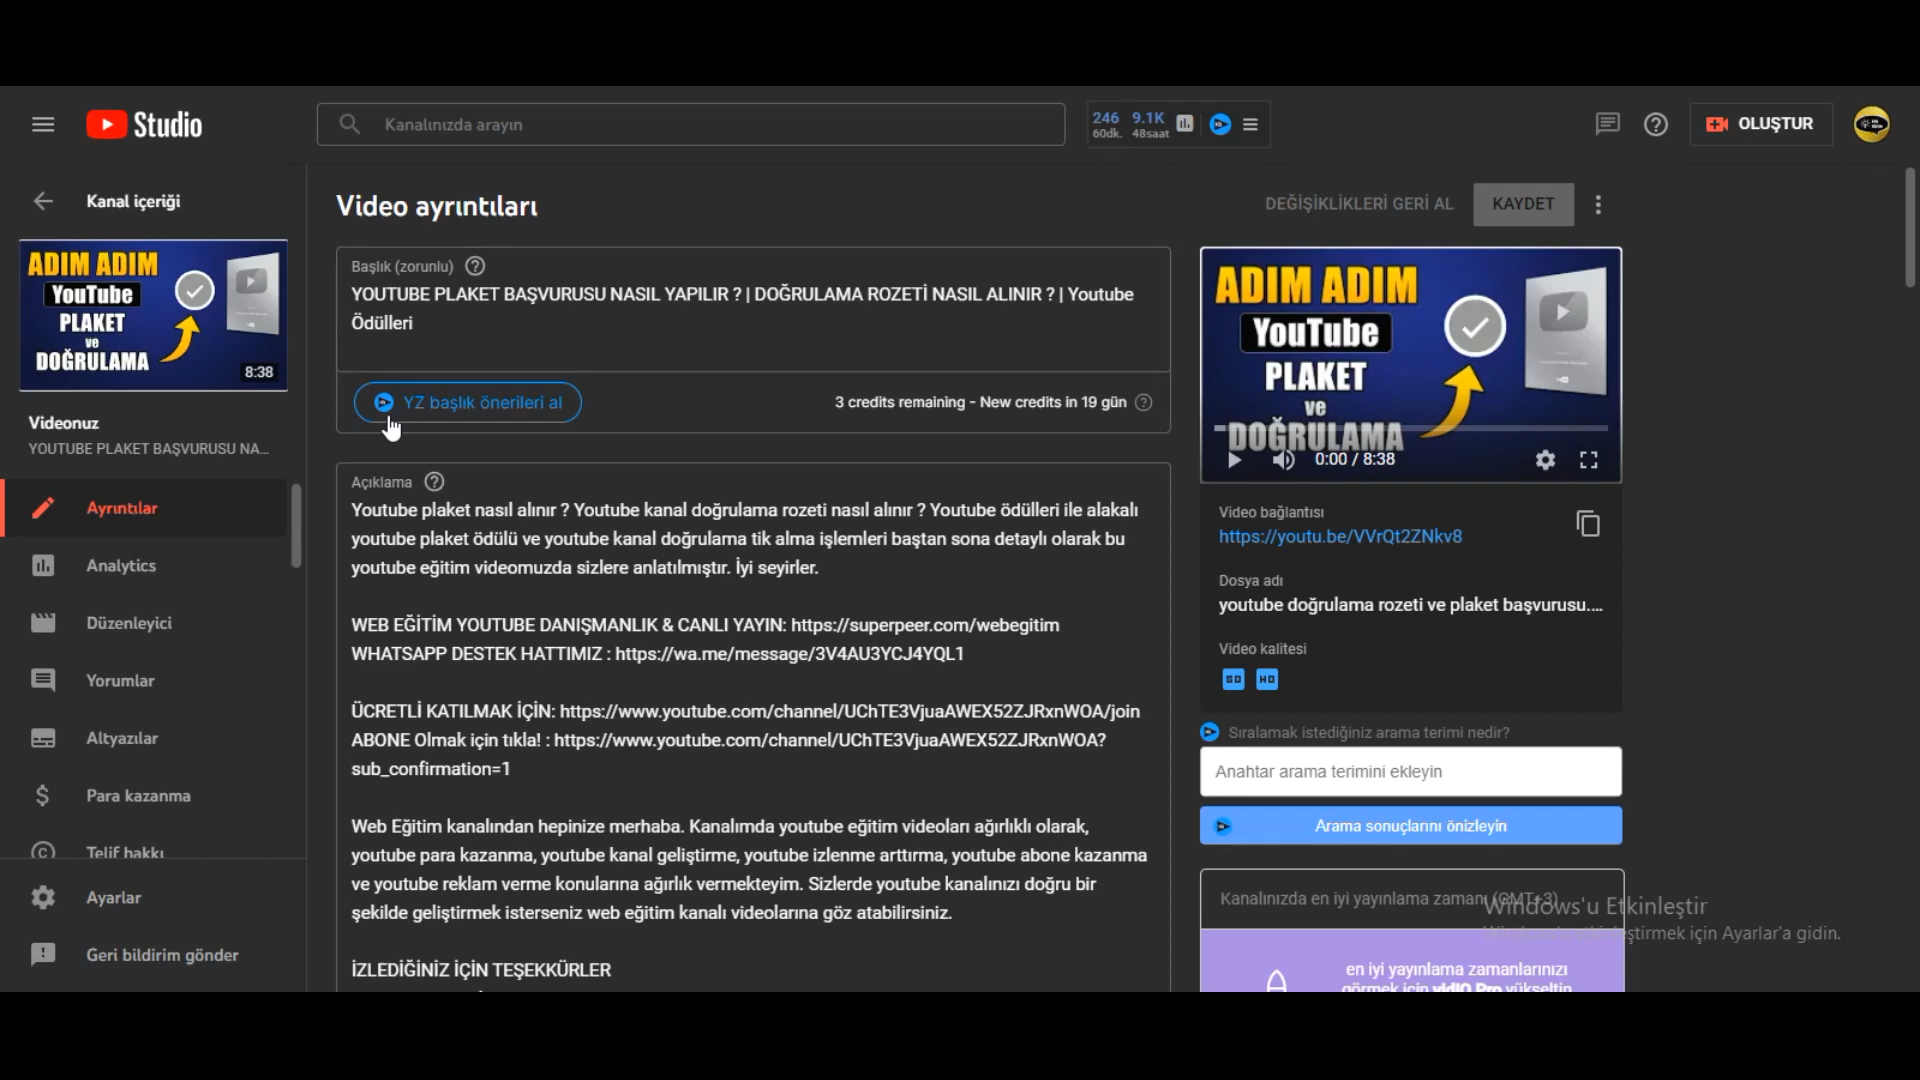 Studio
Kanalınızda arayın
246 9.1K
60dk. 48saat
OLUŞTUR
Kanal içeriği
ADIM ADIM
YouTube
PLAKET
ve
DOĞRULAMA
8:38
Videonuz
YOUTUBE PLAKET BAŞVURUSU NA...
Ayrıntılar
Analytics
Düzenleyici
Yorumlar
Altyazılar
Para kazanma
Telif hakkı
Ayarlar
Geri bildirim gönder
Video ayrıntıları
DEĞİŞİKLİKLERİ GERİ AL
KAYDET
Başlık (zorunlu)
YOUTUBE PLAKET BAŞVURUSU NASIL YAPILIR ? | DOĞRULAMA ROZETİ NASIL ALINIR ? | Youtube
Ödülleri
YZ başlık önerileri al
3 credits remaining - New credits in 19 gün
Açıklama
Youtube plaket nasıl alınır ? Youtube kanal doğrulama rozeti nasıl alınır ? Youtube ödülleri ile alakalı
youtube plaket ödülü ve youtube kanal doğrulama tik alma işlemleri baştan sona detaylı olarak bu
youtube eğitim videomuzda sizlere anlatılmıştır. İyi seyirler.
WEB EĞİTİM YOUTUBE DANIŞMANLIK & CANLI YAYIN: https://superpeer.com/webegitim
WHATSAPP DESTEK HATTIMIZ : https://wa.me/message/3V4AU3YCJ4YQL1
ÜCRETLİ KATILMAK İÇİN: https://www.youtube.com/channel/UChTE3VjuaAWEX52ZJRxnWOA/join
ABONE Olmak için tıkla! : https://www.youtube.com/channel/UChTE3VjuaAWEX52ZJRxnWOA?
sub_confirmation=1
Web Eğitim kanalından hepinize merhaba. Kanalımda youtube eğitim videoları ağırlıklı olarak,
youtube para kazanma, youtube kanal geliştirme, youtube izlenme arttırma, youtube abone kazanma
ve youtube reklam verme konularına ağırlık vermekteyim. Sizlerde youtube kanalınızı doğru bir
şekilde geliştirmek isterseniz web eğitim kanalı videolarına göz atabilirsiniz.
İZLEDİĞİNİZ İÇİN TEŞEKKÜRLER
ADIM ADIM
YouTube
PLAKET
ve
DOĞRULAMA
0:00 / 8:38
Video bağlantısı
https://youtu.be/VVrQt2ZNkv8
Dosya adı
youtube doğrulama rozeti ve plaket başvurusu....
Video kalitesi
SD HD
Sıralamak istediğiniz arama terimi nedir?
Anahtar arama terimini ekleyin
Arama sonuçlarını önizleyin
Kanalınızda en iyi yayınlama zamanı (GMT+3)
Windows'u Etkinleştir
etkinleştirmek için Ayarlar'a gidin.
en iyi yayınlama zamanlarınızı
görmek için vidIQ Pro yükseltin